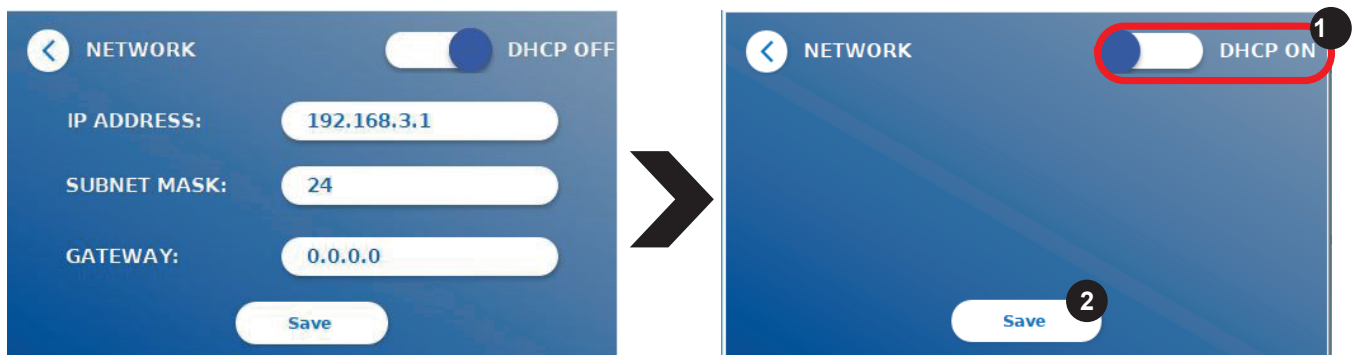 NETWORK DHCP OFF
IP ADDRESS: 192.168.3.1
SUBNET MASK: 24
GATEWAY: 0.0.0.0
Save
1
NETWORK DHCP ON
Save 2